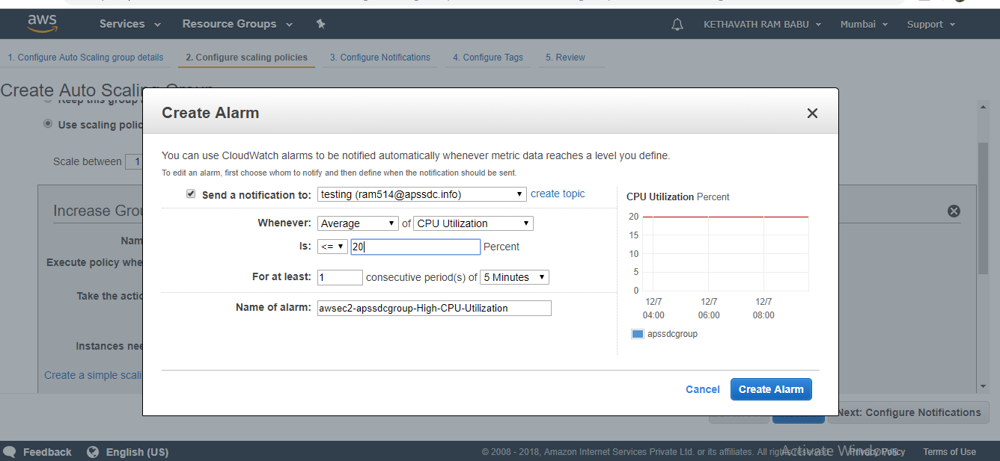 aws
Services Resource Groups KETHAVATH RAM BABU Mumbai Support
1. Configure Auto Scaling group details 2. Configure scaling policies 3. Configure Notifications 4. Configure Tags 5. Review
Create Auto Scaling Group
Keep this group
Use scaling polic
Scale between 1
Increase Grou
Nam
Execute policy whe
Take the actio
Instances nee
Create a simple scali
Create Alarm
You can use CloudWatch alarms to be notified automatically whenever metric data reaches a level you define.
To edit an alarm, first choose whom to notify and then define when the notification should be sent.
Send a notification to: testing (ram514@apssdc.info) create topic
Whenever: Average of CPU Utilization
Is: <= 20 Percent
For at least: 1 consecutive period(s) of 5 Minutes
Name of alarm: awsec2-apssdcgroup-High-CPU-Utilization
CPU Utilization Percent
20
15
10
5
0
12/7 12/7 12/7
04:00 06:00 08:00
apssdcgroup
Cancel Create Alarm
Next: Configure Notifications
Feedback English (US) © 2008 - 2018, Amazon Internet Services Private Ltd. or its affiliates. All rights reserved. Privacy Policy Terms of Use
Activate Windows